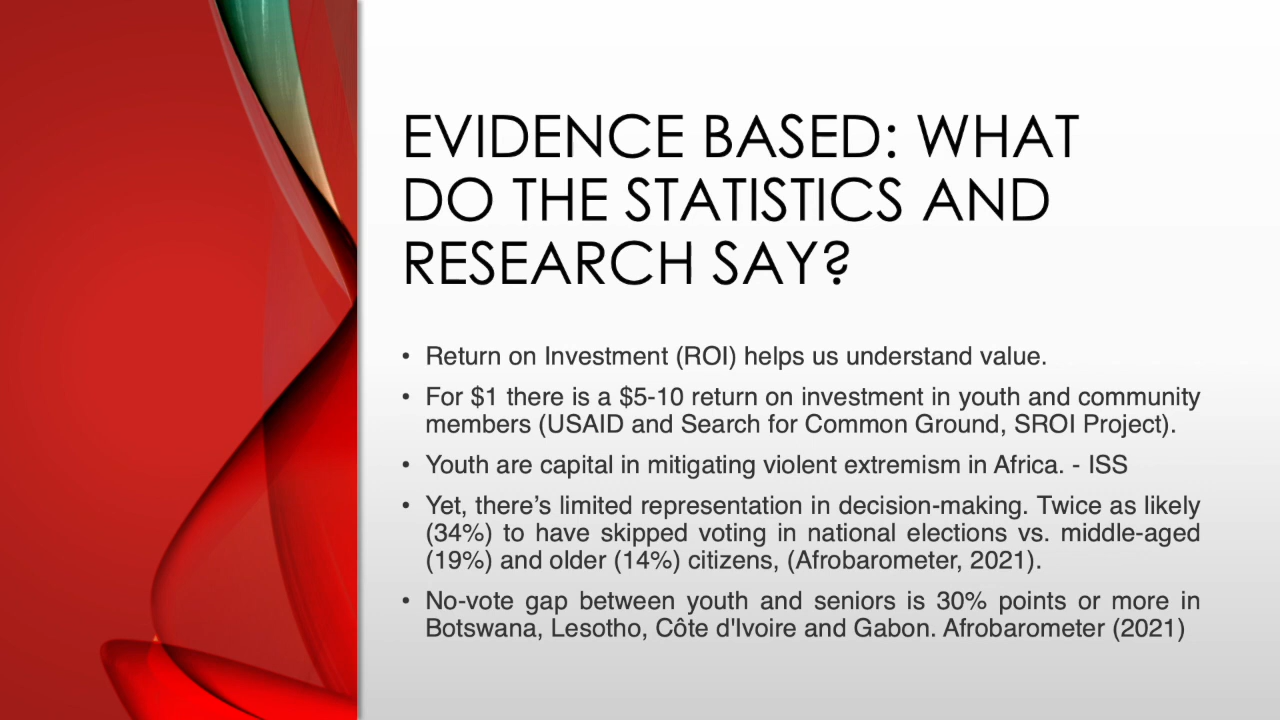 EVIDENCE BASED: WHAT
DO THE STATISTICS AND
RESEARCH SAY?
• Return on Investment (ROI) helps us understand value.
• For $1 there is a $5-10 return on investment in youth and community
members (USAID and Search for Common Ground, SROI Project).
• Youth are capital in mitigating violent extremism in Africa. - ISS
• Yet, there’s limited representation in decision-making. Twice as likely
(34%) to have skipped voting in national elections vs. middle-aged
(19%) and older (14%) citizens, (Afrobarometer, 2021).
• No-vote gap between youth and seniors is 30% points or more in
Botswana, Lesotho, Côte d'Ivoire and Gabon. Afrobarometer (2021)